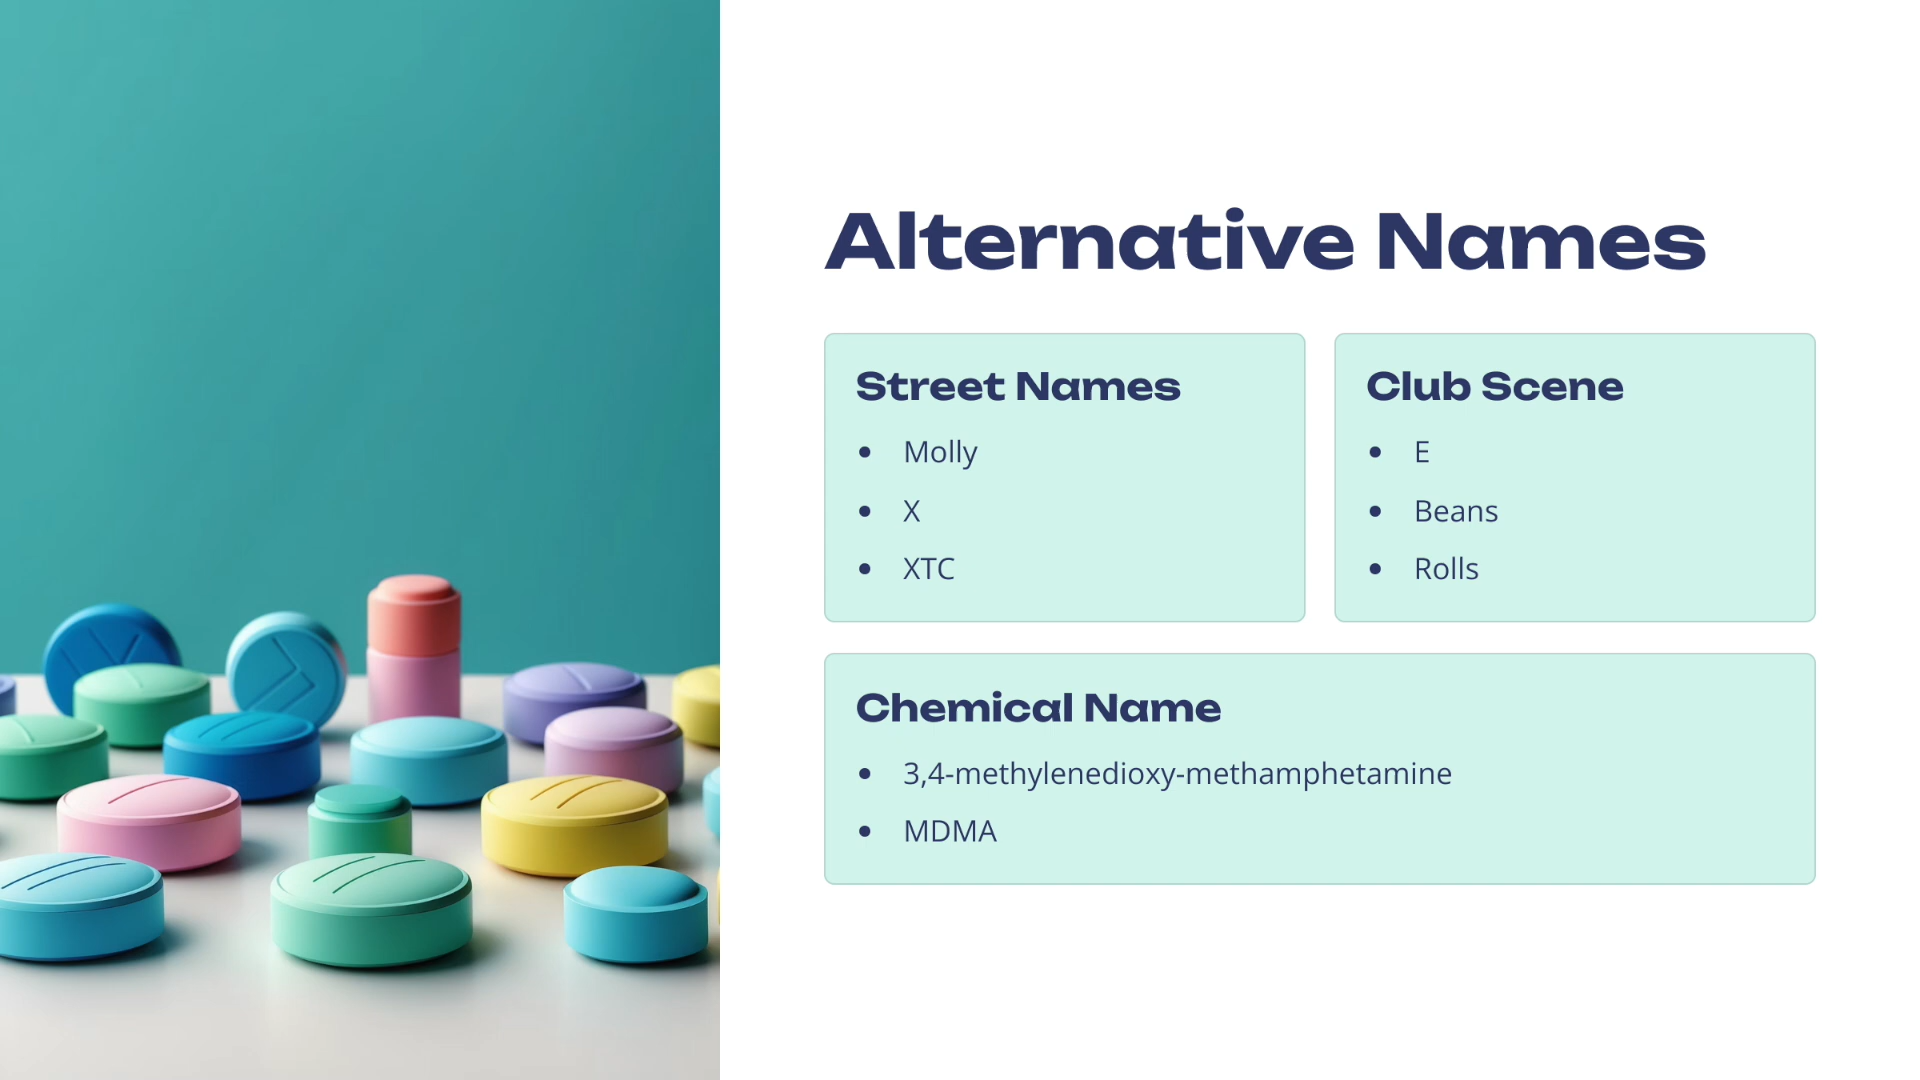 Alternative Names
Street Names
• Molly
• X
• XTC
Club Scene
• E
• Beans
• Rolls
Chemical Name
• 3,4-methylenedioxy-methamphetamine
• MDMA